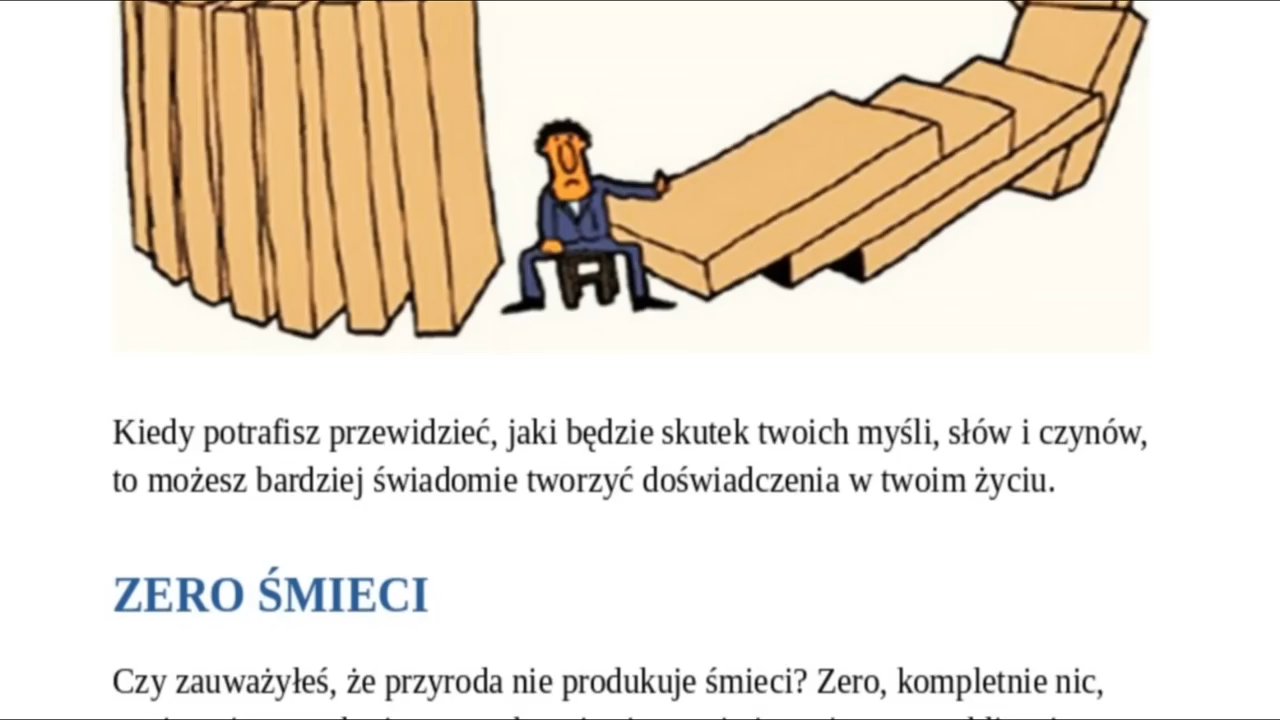 Kiedy potrafisz przewidzieć, jaki będzie skutek twoich myśli, słów i czynów,
to możesz bardziej świadomie tworzyć doświadczenia w twoim życiu.
ZERO ŚMIECI
Czy zauważyłeś, że przyroda nie produkuje śmieci? Zero, kompletnie nic,